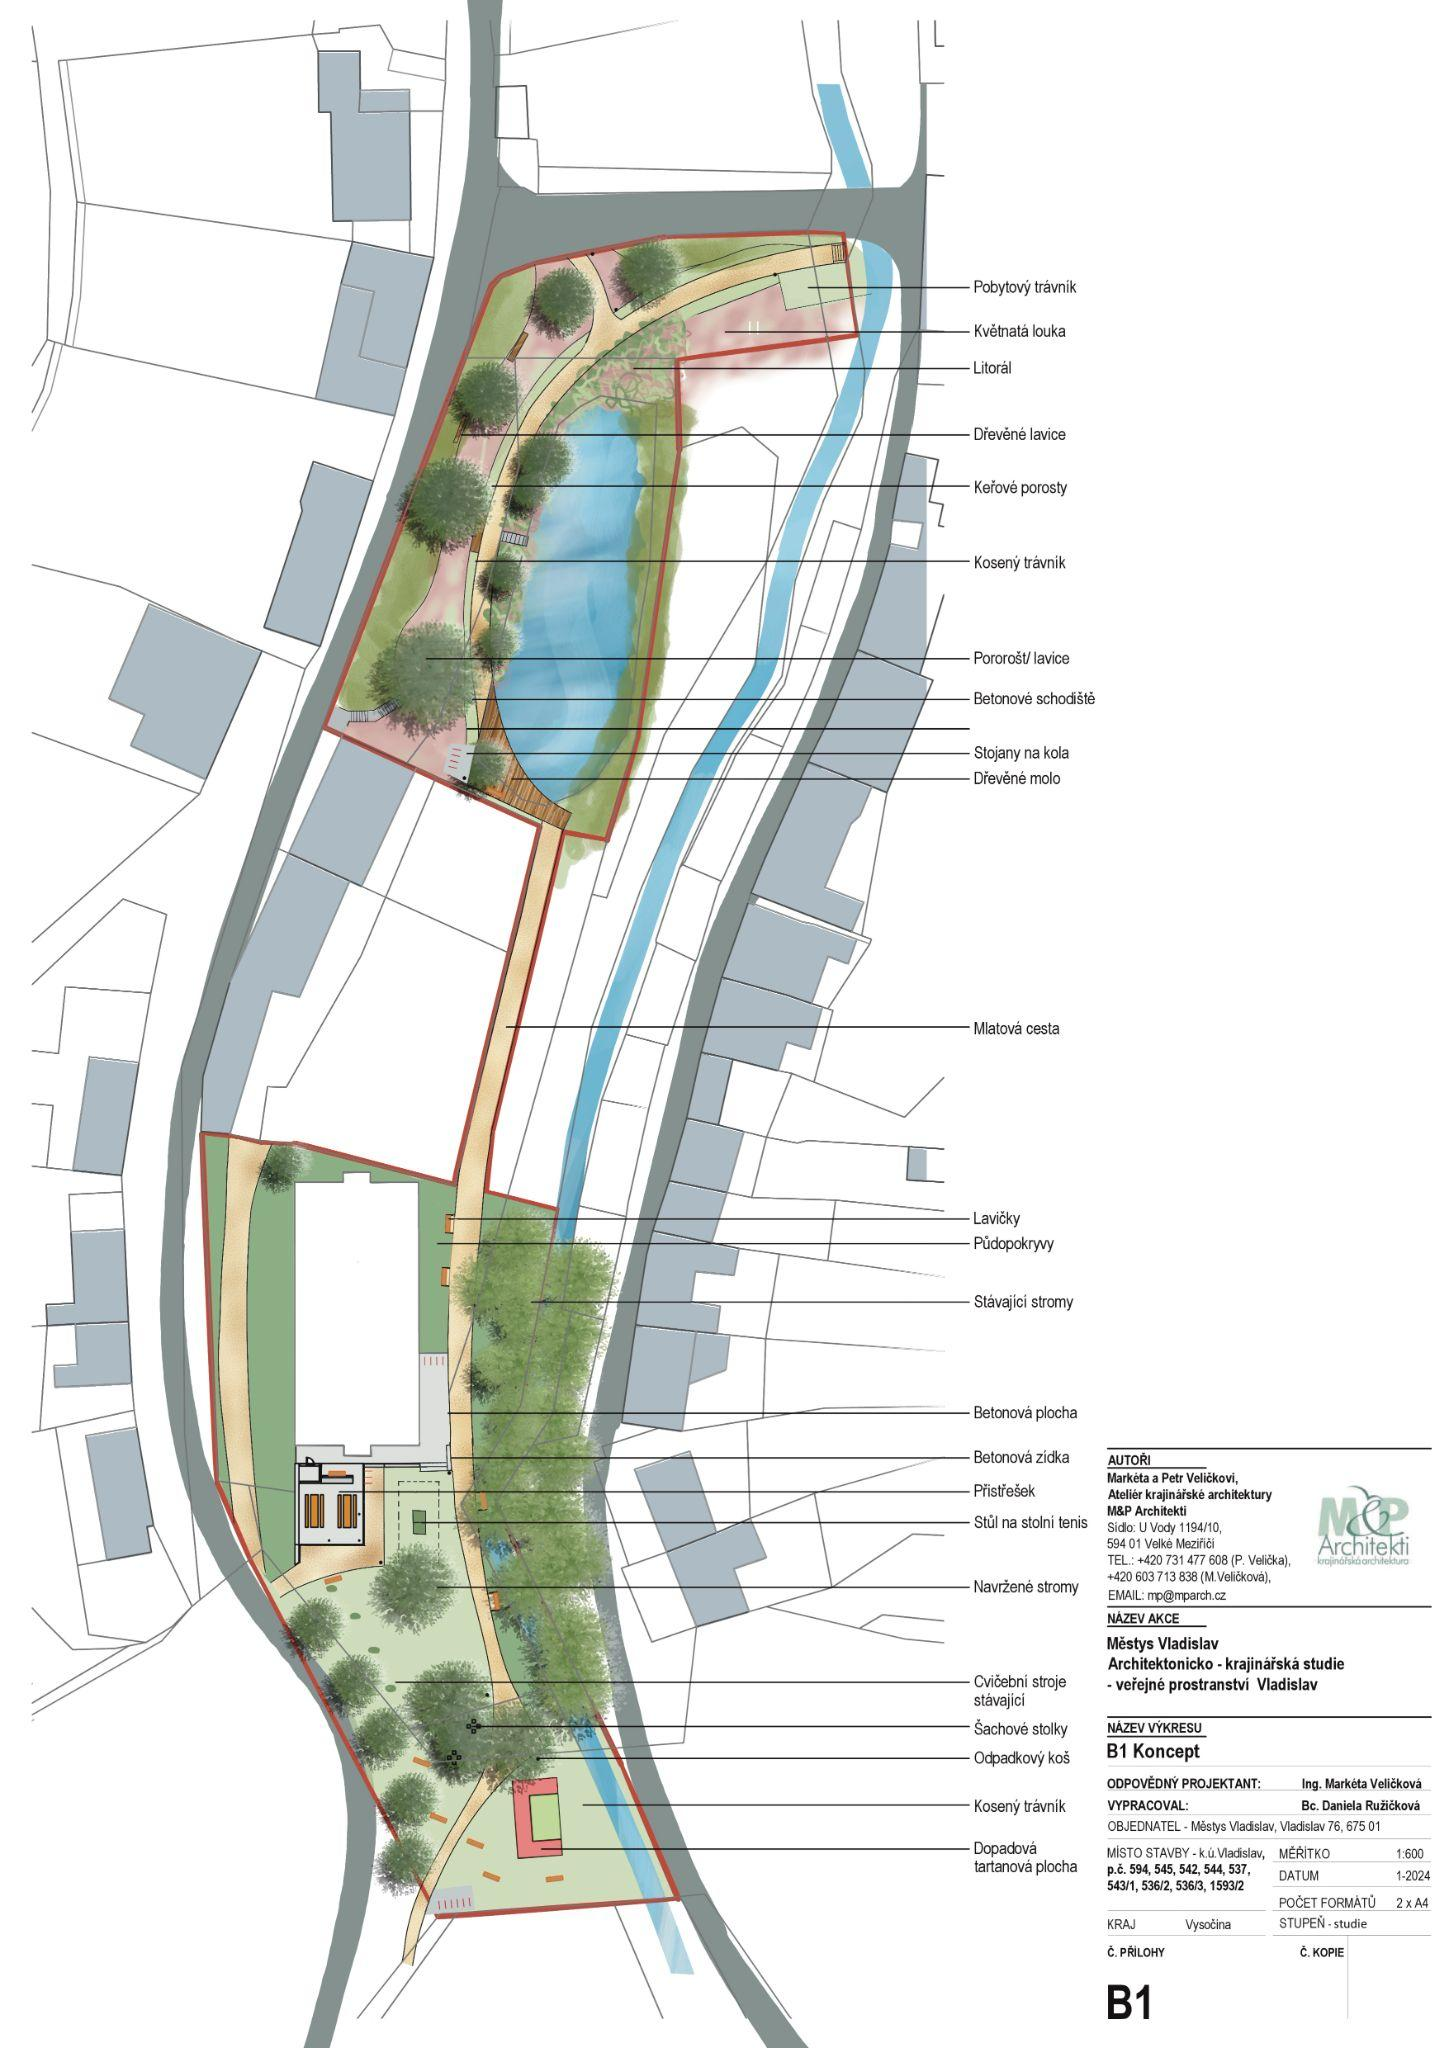 Pobytový trávník
Květnatá louka
Litorál
Dřevěné lavice
Keřové porosty
Kosený trávník
Pororošt/ lavice
Betonové schodiště
Stojany na kola
Dřevěné molo
Mlatová cesta
Lavičky
Půdopokryvy
Stávající stromy
Betonová plocha
Betonová zídka
Přistřešek
Stůl na stolní tenis
Navržené stromy
Cvičební stroje
stávající
Šachové stolky
Odpadkový koš
Kosený trávník
Dopadová
tartanová plocha
AUTOŘI
Markéta a Petr Veličkovi,
Ateliér krajinářské architektury
M&P Architekti
Sídlo: U Vody 1194/10,
594 01 Velké Meziříčí
TEL.: +420 731 477 608 (P. Velička),
+420 603 713 838 (M.Veličková),
EMAIL: mp@mparch.cz
M&P
Architekti
krajinářská architektura
NÁZEV AKCE
Městys Vladislav
Architektonicko - krajinářská studie
- veřejné prostranství Vladislav
NÁZEV VÝKRESU
B1 Koncept
ODPOVĚDNÝ PROJEKTANT: Ing. Markéta Veličková
VYPRACOVAL: Bc. Daniela Ružičková
OBJEDNATEL - Městys Vladislav, Vladislav 76, 675 01
MÍSTO STAVBY - k.ú.Vladislav,
p.č. 594, 545, 542, 544, 537,
543/1, 536/2, 536/3, 1593/2
MĚŘÍTKO 1:600
DATUM 1-2024
POČET FORMÁTŮ 2 x A4
KRAJ Vysočina
STUPEŇ - studie
Č. PŘÍLOHY
Č. KOPIE
B1